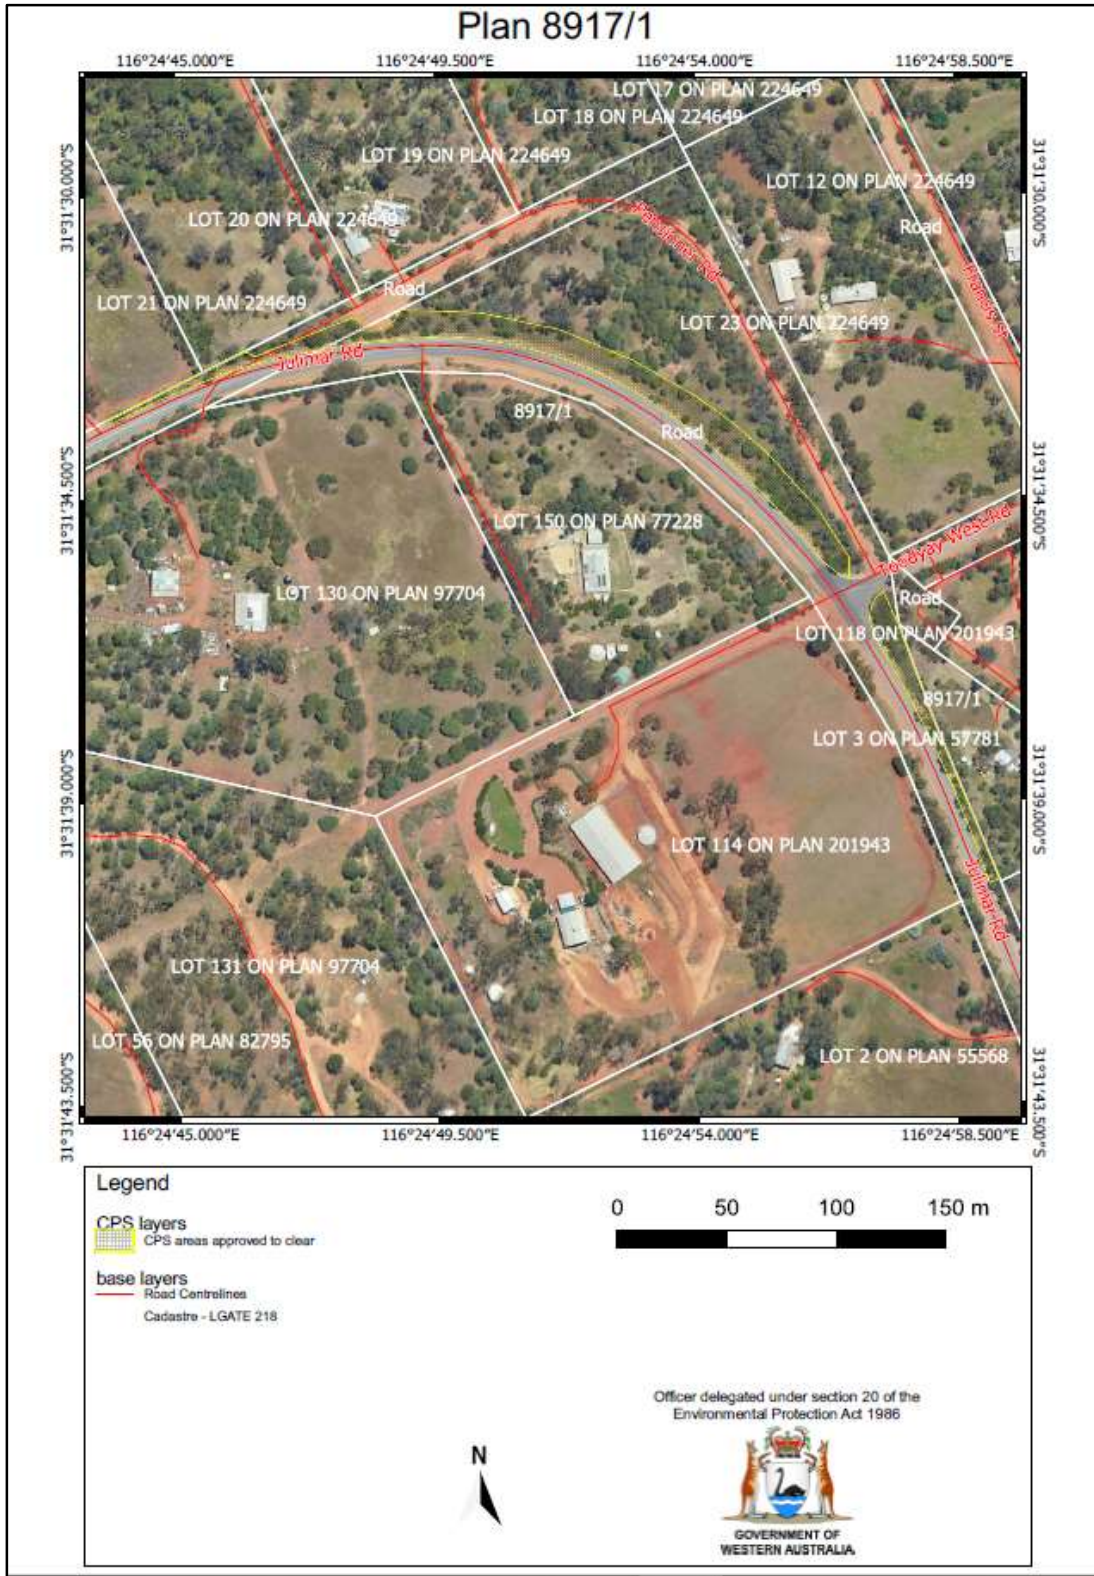 Plan 8917/1
116°24'45.000"E 116°24'49.500"E 116°24'54.000"E 116°24'58.500"E
LOT 17 ON PLAN 224649
LOT 18 ON PLAN 224649
LOT 19 ON PLAN 224649
LOT 12 ON PLAN 224649
31°31'30.000"S
31°31'30.000"S
LOT 20 ON PLAN 224649
Road
Road
LOT 21 ON PLAN 224649
LOT 23 ON PLAN 224649
Julimar Rd
8917/1
Road
31°31'34.500"S
31°31'34.500"S
LOT 150 ON PLAN 77228
Toodyay West Rd
LOT 130 ON PLAN 97704
Road
LOT 118 ON PLAN 201943
8917/1
LOT 3 ON PLAN 57781
31°31'39.000"S
31°31'39.000"S
LOT 114 ON PLAN 201943
Julimar Rd
LOT 131 ON PLAN 97704
LOT 56 ON PLAN 82795
LOT 2 ON PLAN 55568
31°31'43.500"S
31°31'43.500"S
116°24'45.000"E 116°24'49.500"E 116°24'54.000"E 116°24'58.500"E
Legend
CPS layers
CPS areas approved to clear
base layers
Road Centrelines
Cadastre - LGATE 218
0 50 100 150 m
Officer delegated under section 20 of the
Environmental Protection Act 1986
N
GOVERNMENT OF
WESTERN AUSTRALIA